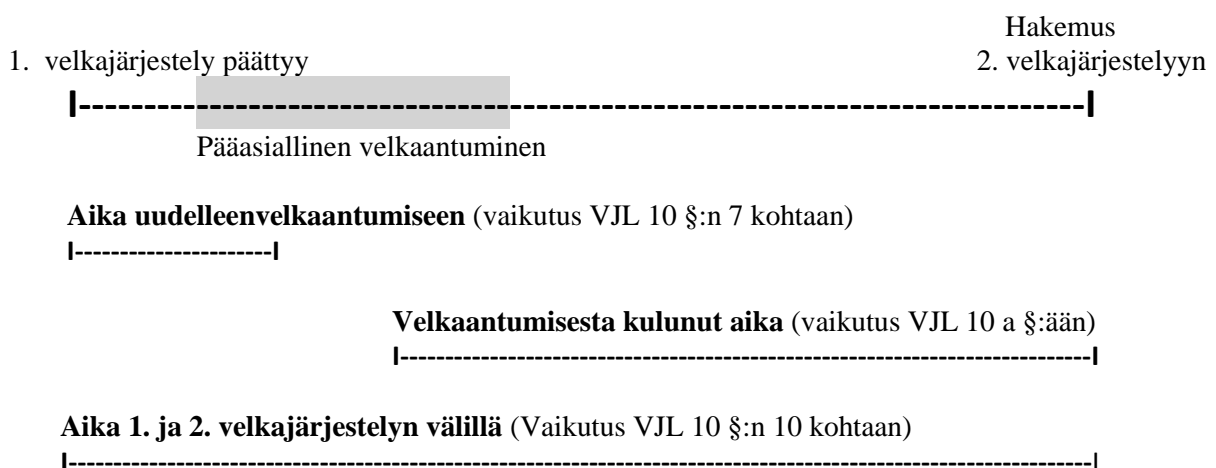 Hakemus
1. velkajärjestely päättyy 2. velkajärjestelyyn
Pääasiallinen velkaantuminen
Aika uudelleenvelkaantumiseen (vaikutus VJL 10 §:n 7 kohtaan)
Velkaantumisesta kulunut aika (vaikutus VJL 10 a §:ään)
Aika 1. ja 2. velkajärjestelyn välillä (Vaikutus VJL 10 §:n 10 kohtaan)